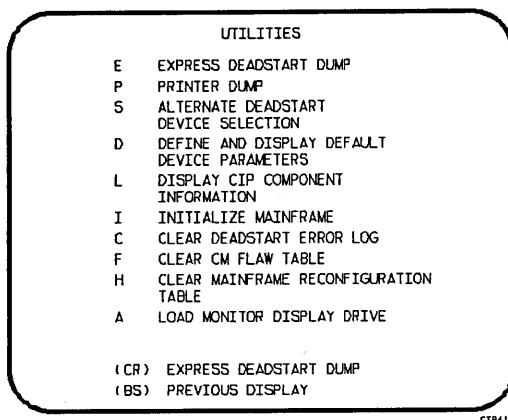 UTILITIES
E EXPRESS DEADSTART DUMP
P PRINTER DUMP
S ALTERNATE DEADSTART
DEVICE SELECTION
D DEFINE AND DISPLAY DEFAULT
DEVICE PARAMETERS
L DISPLAY CIP COMPONENT
INFORMATION
I INITIALIZE MAINFRAME
C CLEAR DEADSTART ERROR LOG
F CLEAR CM FLAW TABLE
H CLEAR MAINFRAME RECONFIGURATION
TABLE
A LOAD MONITOR DISPLAY DRIVE
(CR) EXPRESS DEADSTART DUMP
(BS) PREVIOUS DISPLAY